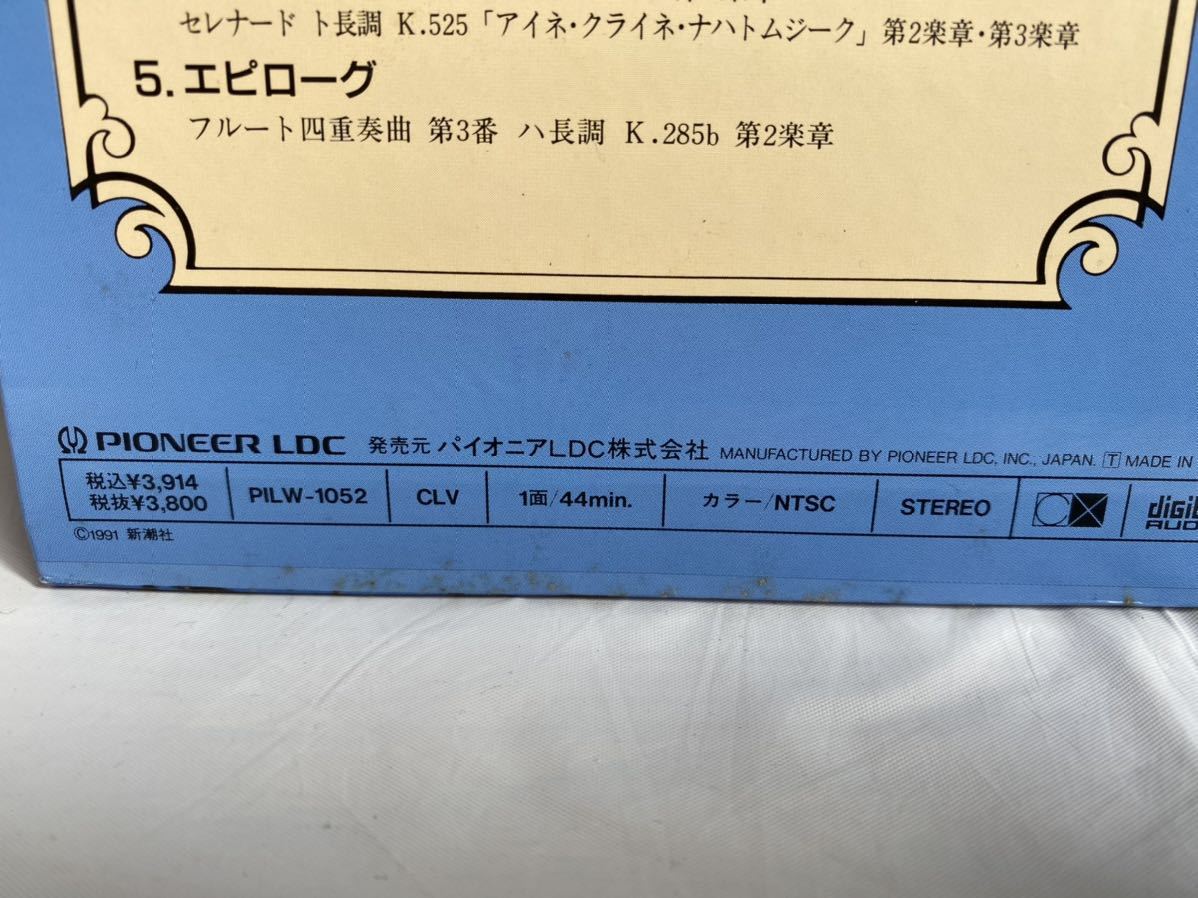 セレナード ト長調 K.525「アイネ・クライネ・ナハトムジーク」第2楽章・第3楽章
5.エピローグ
フルート四重奏曲 第3番 ハ長調 K.285b 第2楽章
PIONEER LDC 発売元 パイオニアLDC株式会社 MANUFACTURED BY PIONEER LDC, INC., JAPAN. T MADE IN
税込¥3,914
税抜¥3,800
PILW-1052
CLV
1面/44min.
カラー/NTSC
STEREO
©1991 新潮社